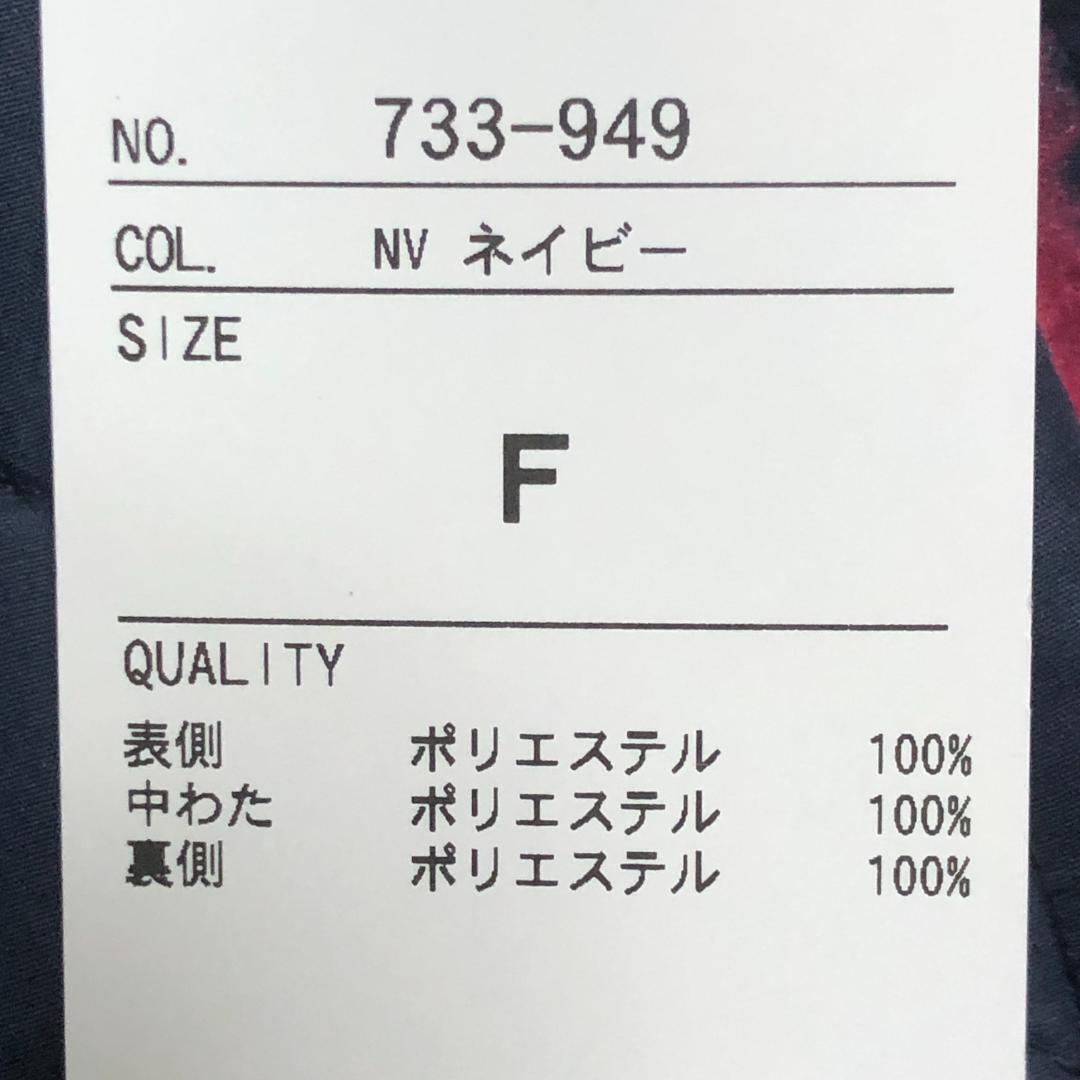 NO. 733-949
COL. NV ネイビー
SIZE
F
QUALITY
表側 ポリエステル 100%
中わた ポリエステル 100%
裏側 ポリエステル 100%